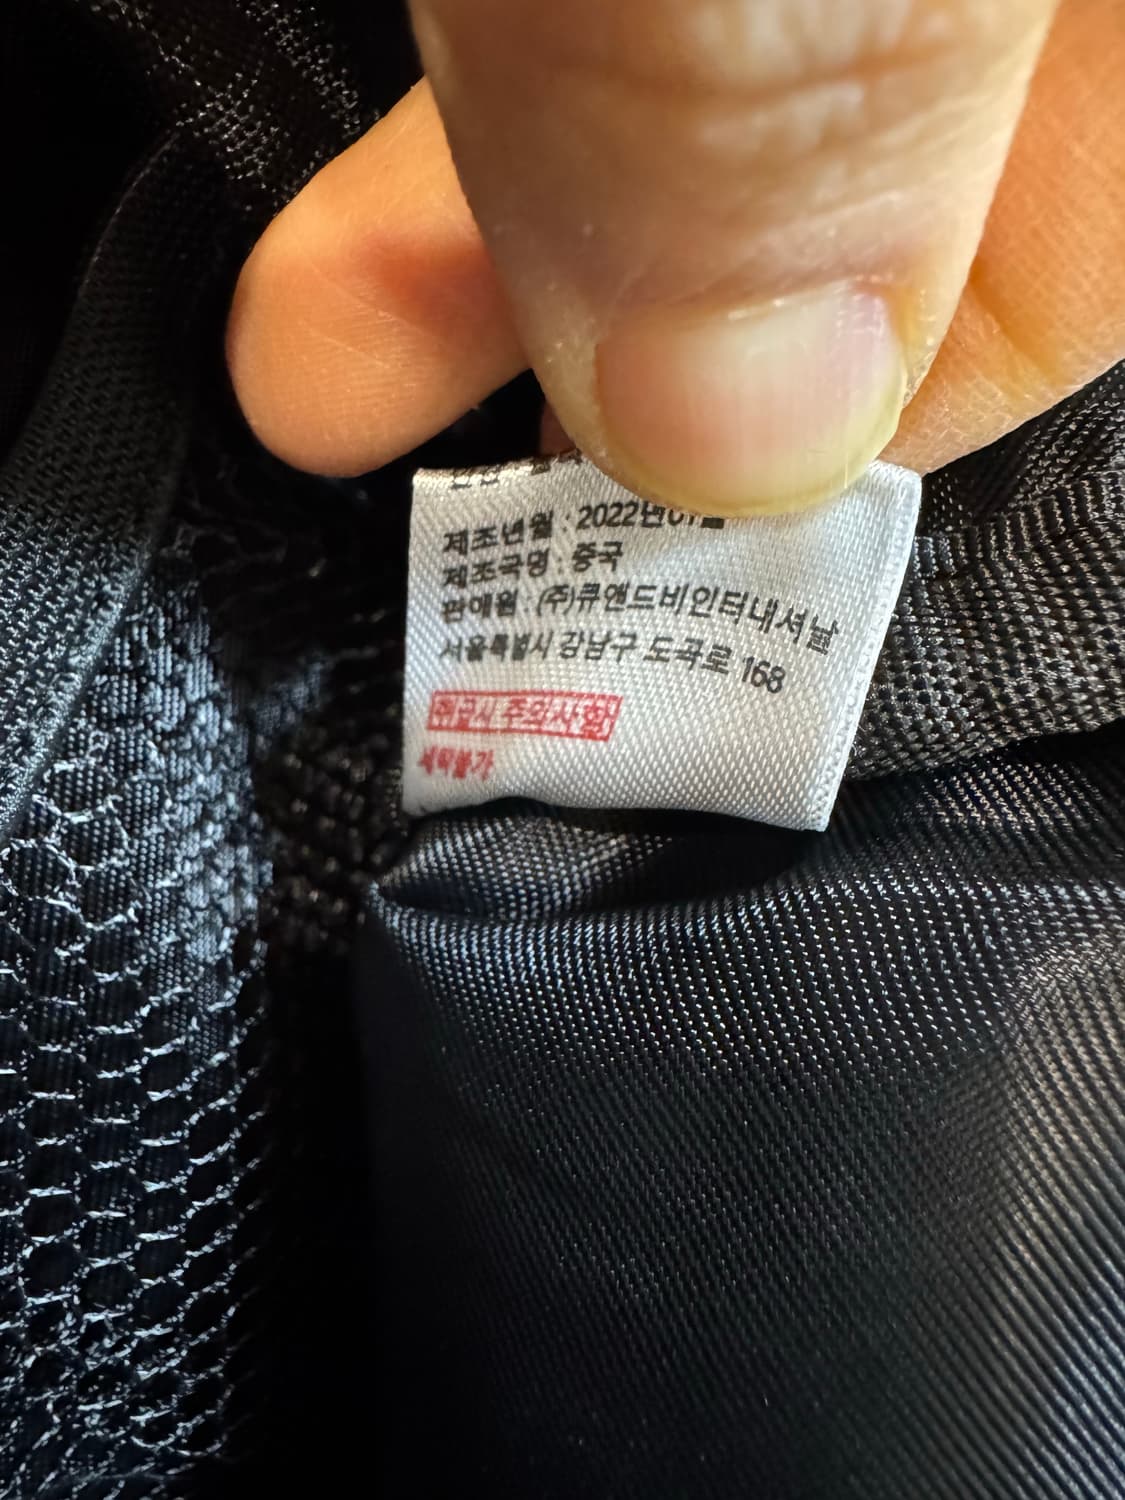 제조년월 : 2022년01월
제조국명 : 중국
판매원 : (주)큐앤드비인터내셔날
서울특별시 강남구 도곡로 168
취급시 주의사항
세탁불가